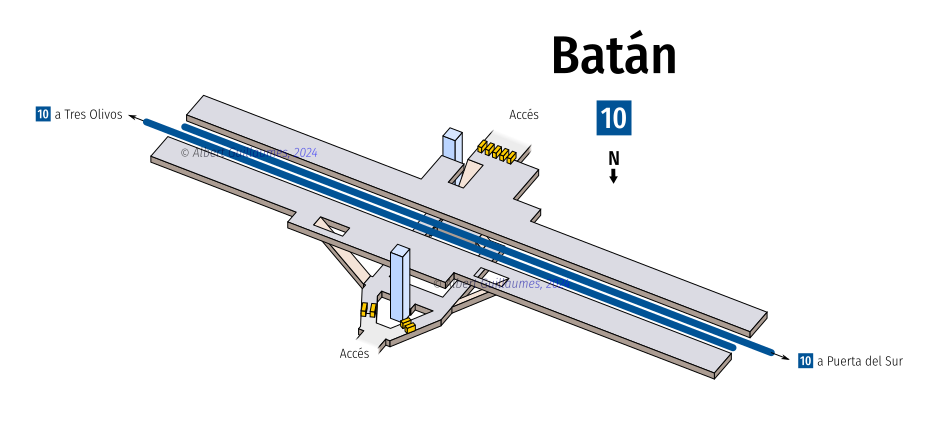 Batán
10 a Tres Olivos
Accés
10
N
© Albert Guillaumes, 2024
© Albert Guillaumes, 2024
Accés
10 a Puerta del Sur